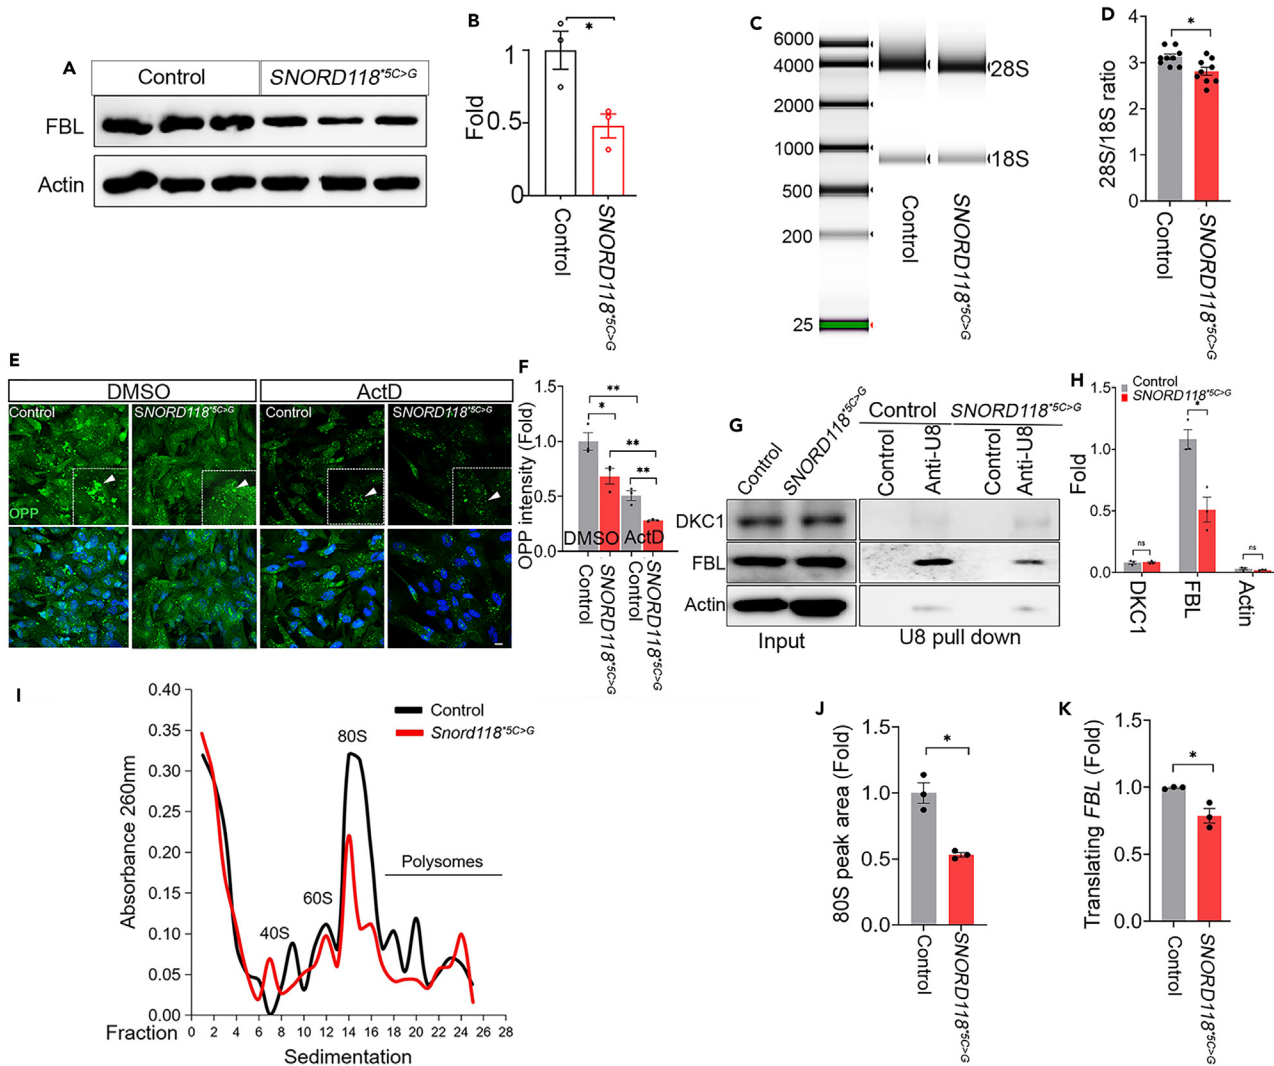 A
Control
SNORD118*5C>G
FBL
Actin
B
Fold
*
1
0.5
0
Control
SNORD118*5C>G
C
6000
4000
2000
1000
500
200
25
28S
18S
Control
SNORD118*5C>G
D
28S/18S ratio
4
3
2
1
0
*
Control
SNORD118*5C>G
E
DMSO
ActD
Control
SNORD118*5C>G
Control
SNORD118*5C>G
OPP
F
OPP intensity (Fold)
1.5
1.0
0.5
0.0
**
*
**
**
DMSO
ActD
Control
SNORD118*5C>G
Control
SNORD118*5C>G
G
Control
SNORD118*5C>G
Control
SNORD118*5C>G
Control
Anti-U8
Control
Anti-U8
DKC1
FBL
Actin
Input
U8 pull down
H
Control
SNORD118*5C>G
Fold
1.5
1.0
0.5
0.0
ns
*
ns
DKC1
FBL
Actin
I
Absorbance 260nm
0.40
0.35
0.30
0.25
0.20
0.15
0.10
0.05
0.00
Control
Snord118*5C>G
40S
60S
80S
Polysomes
Fraction
0 2 4 6 8 10 12 14 16 18 20 22 24 26 28
Sedimentation
J
80S peak area (Fold)
1.5
1.0
0.5
0.0
*
Control
SNORD118*5C>G
K
Translating FBL (Fold)
1.5
1.0
0.5
0.0
*
Control
SNORD118*5C>G